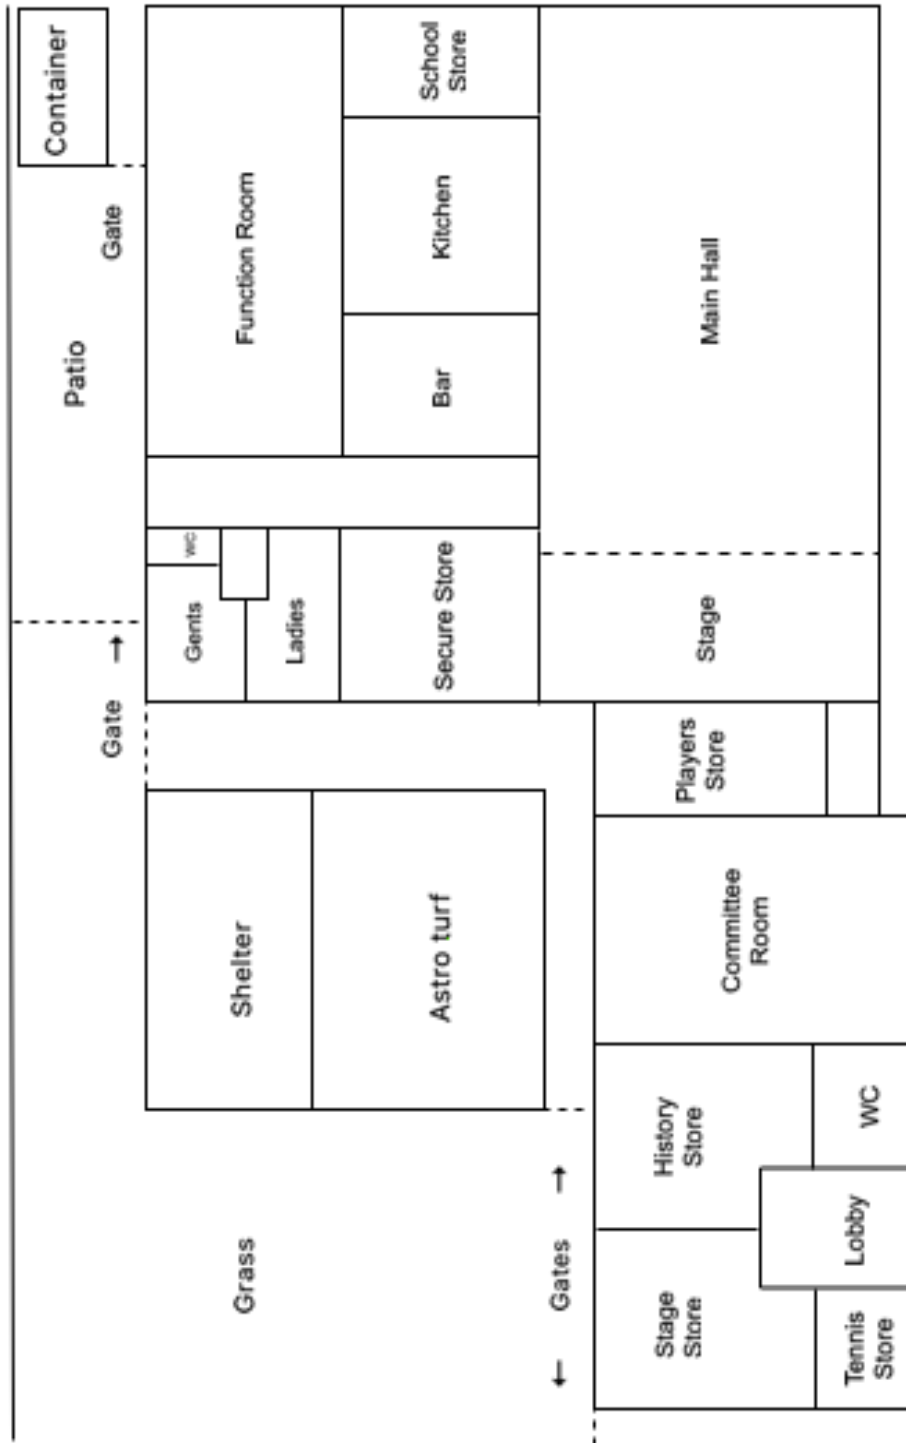 Container
Gate
Patio
Function Room
School
Store
Kitchen
Bar
Main Hall
WC
Gents
Ladies
Secure Store
Stage
Gate
Players
Store
Shelter
Astro turf
Committee
Room
History
Store
WC
Grass
Gates
Lobby
Stage
Store
Tennis
Store